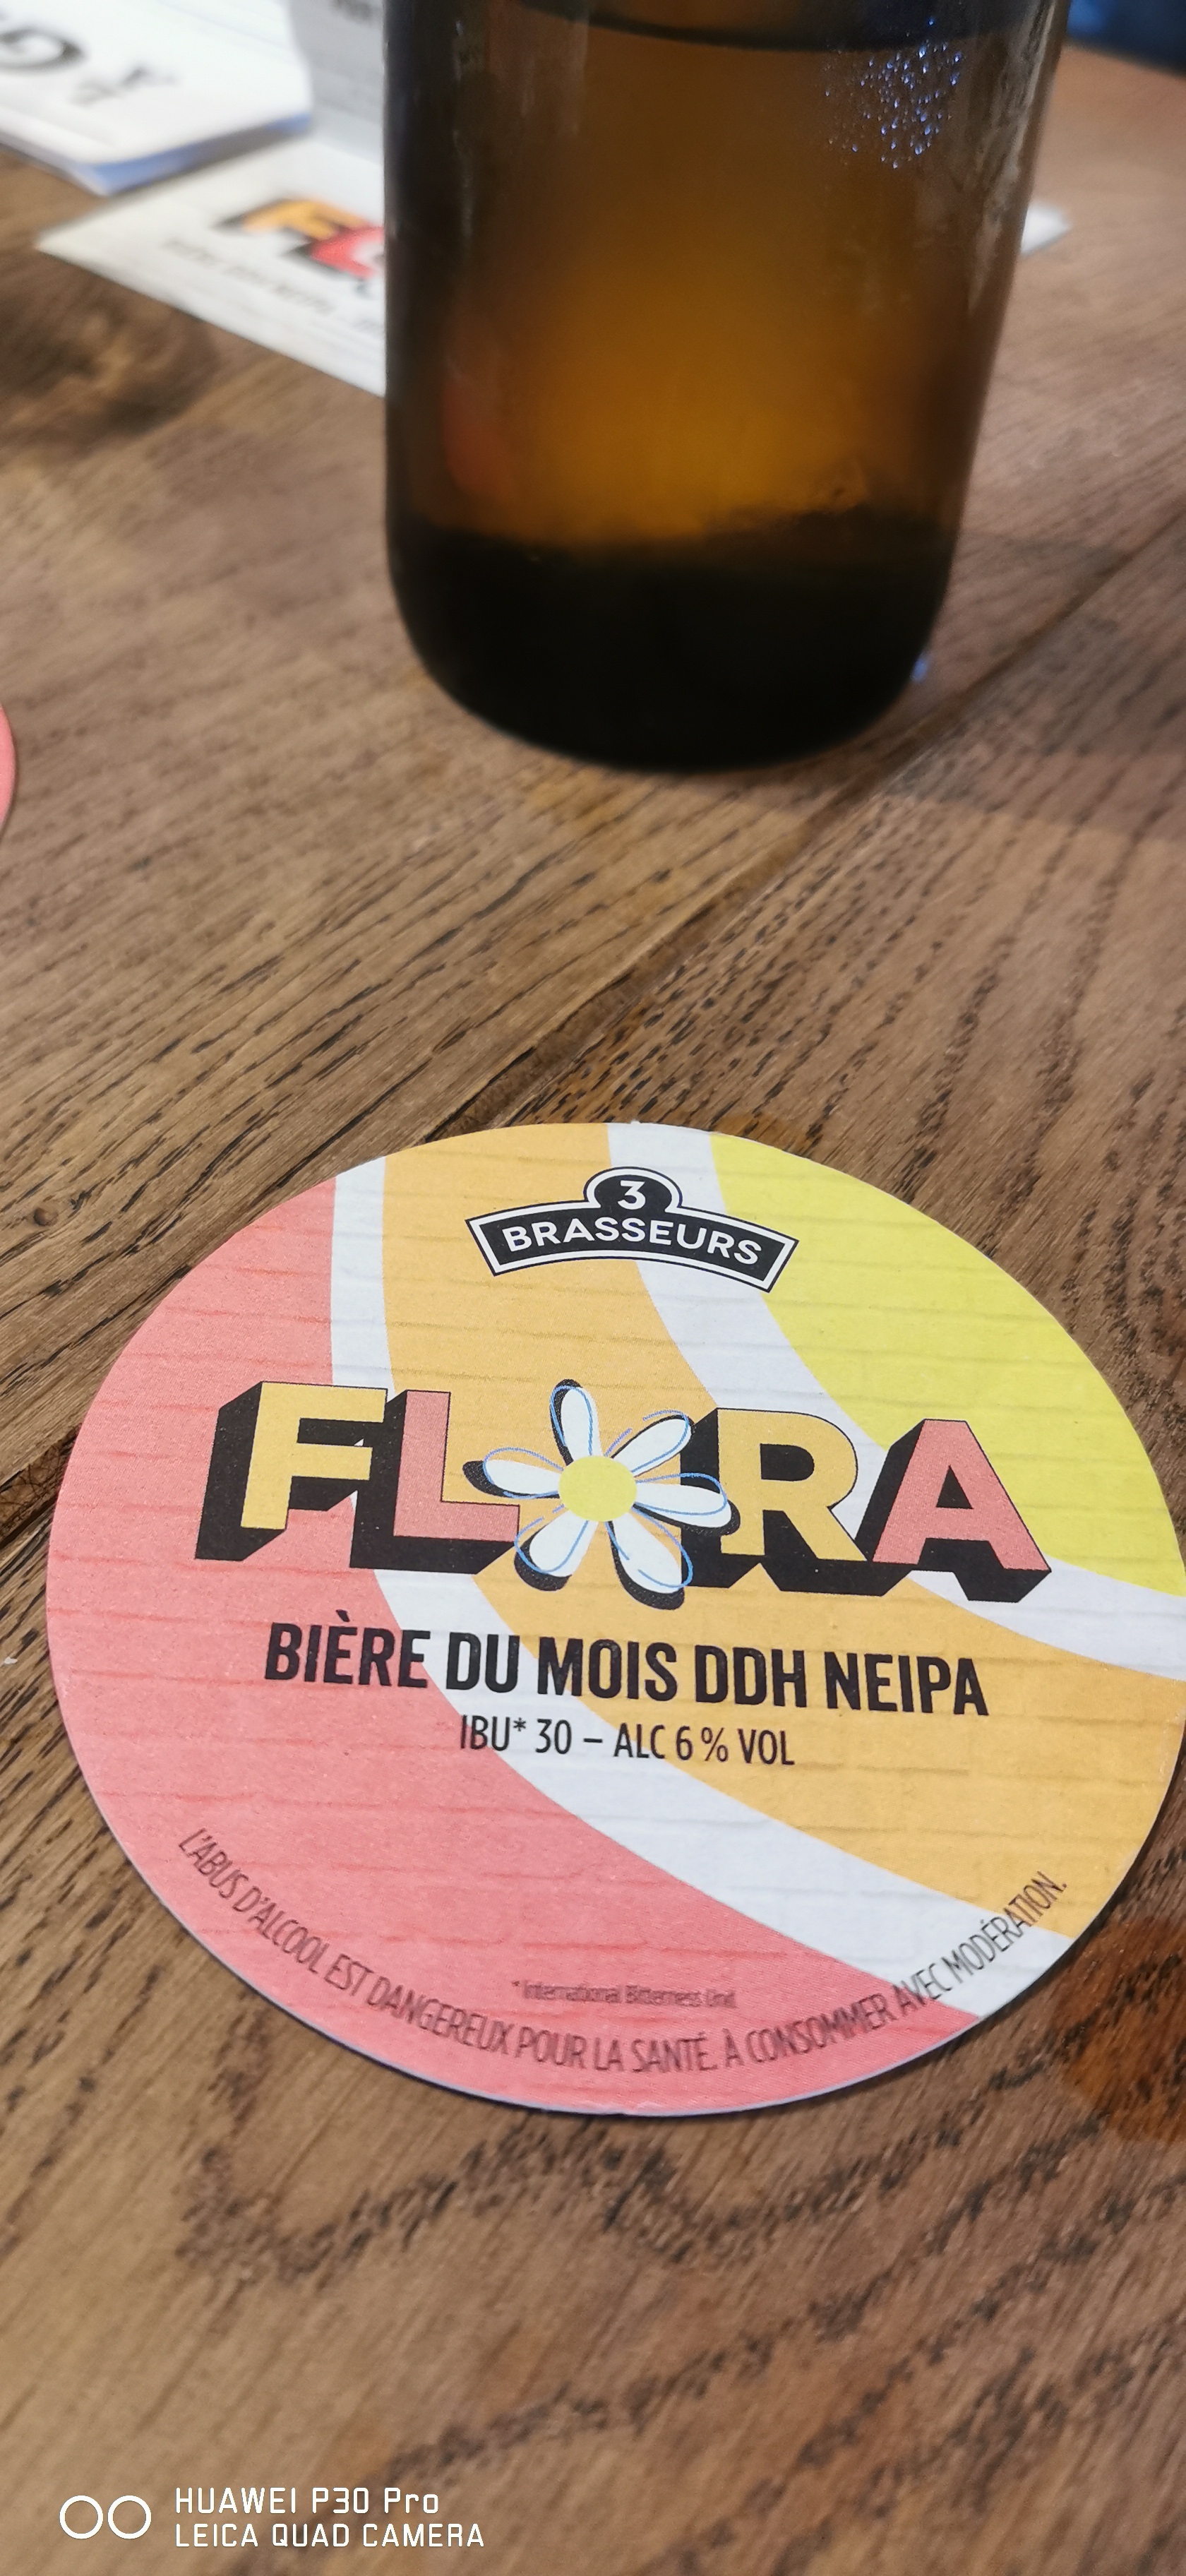 3
BRASSEURS
FLORA
BIÈRE DU MOIS DDH NEIPA
IBU* 30 – ALC 6 % VOL
* International Bitterness Unit
L'ABUS D'ALCOOL EST DANGEREUX POUR LA SANTÉ. À CONSOMMER AVEC MODÉRATION.
HUAWEI P30 Pro
LEICA QUAD CAMERA